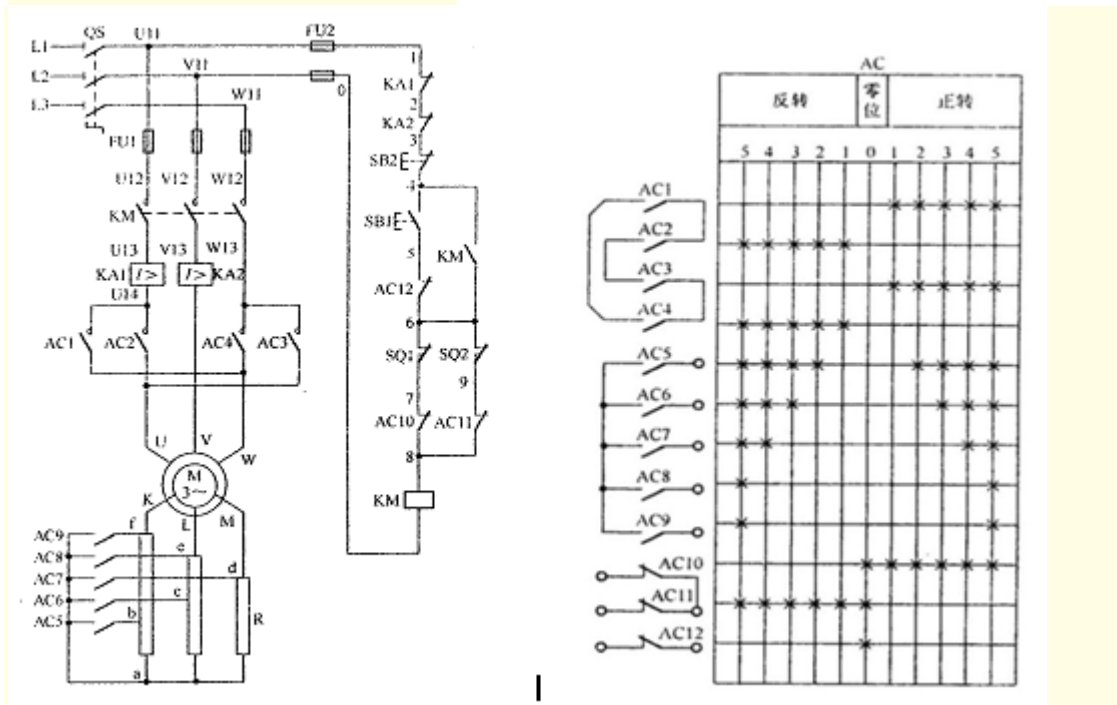 QS U11 FU2
L1
1
L2
V11
0
KA1
L3
W11
2
KA2
FU1
3
SB2
U12 V12 W12
4
KM
SB1
U13 V13 W13
5
KM
KA1 I> I> KA2
U14
AC12
6
AC1 AC2 AC4 AC3
SQ1 SQ2
9
7
AC10 AC11
U V W
8
M
3~
KM
K L M
AC9 f
AC8 e
AC7 d
AC6 c
AC5 b R
a
AC
反转 零位 正转
5 4 3 2 1 0 1 2 3 4 5
AC1
AC2
AC3
AC4
AC5
AC6
AC7
AC8
AC9
AC10
AC11
AC12